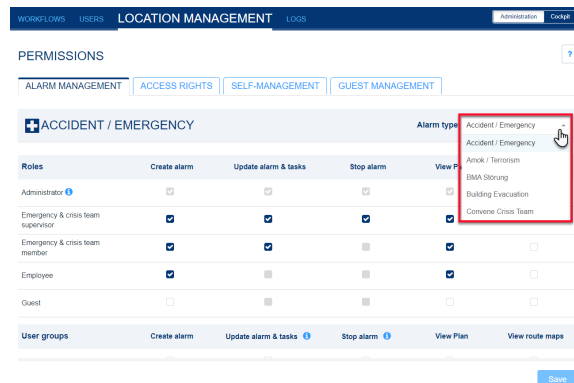 WORKFLOWS USERS LOCATION MANAGEMENT LOGS Administration Cockpit
PERMISSIONS ?
ALARM MANAGEMENT ACCESS RIGHTS SELF-MANAGEMENT GUEST MANAGEMENT
ACCIDENT / EMERGENCY Alarm type Accident / Emergency
Accident / Emergency
Amok / Terrorism
BMA Störung
Building Evacuation
Convene Crisis Team
Roles Create alarm Update alarm & tasks Stop alarm View
Administrator i
Emergency & crisis team
supervisor
Emergency & crisis team
member
Employee
Guest
User groups Create alarm Update alarm & tasks i Stop alarm i View Plan View route maps
Save